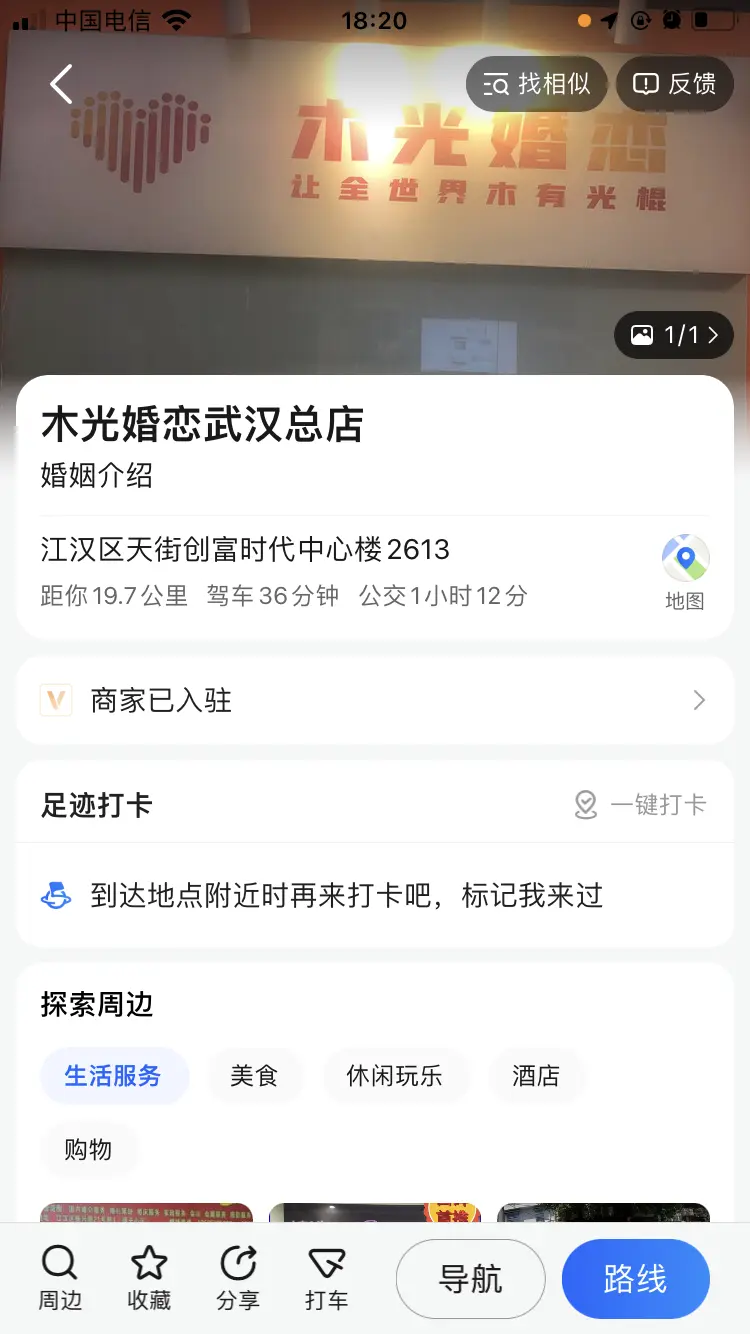 中国电信
18:20
找相似
反馈
木光婚恋
让全世界木有光棍
1/1
木光婚恋武汉总店
婚姻介绍
江汉区天街创富时代中心楼2613
距你19.7公里 驾车36分钟 公交1小时12分
地图
商家已入驻
足迹打卡
一键打卡
到达地点附近时再来打卡吧，标记我来过
探索周边
生活服务
美食
休闲玩乐
酒店
购物
周边
收藏
分享
打车
导航
路线